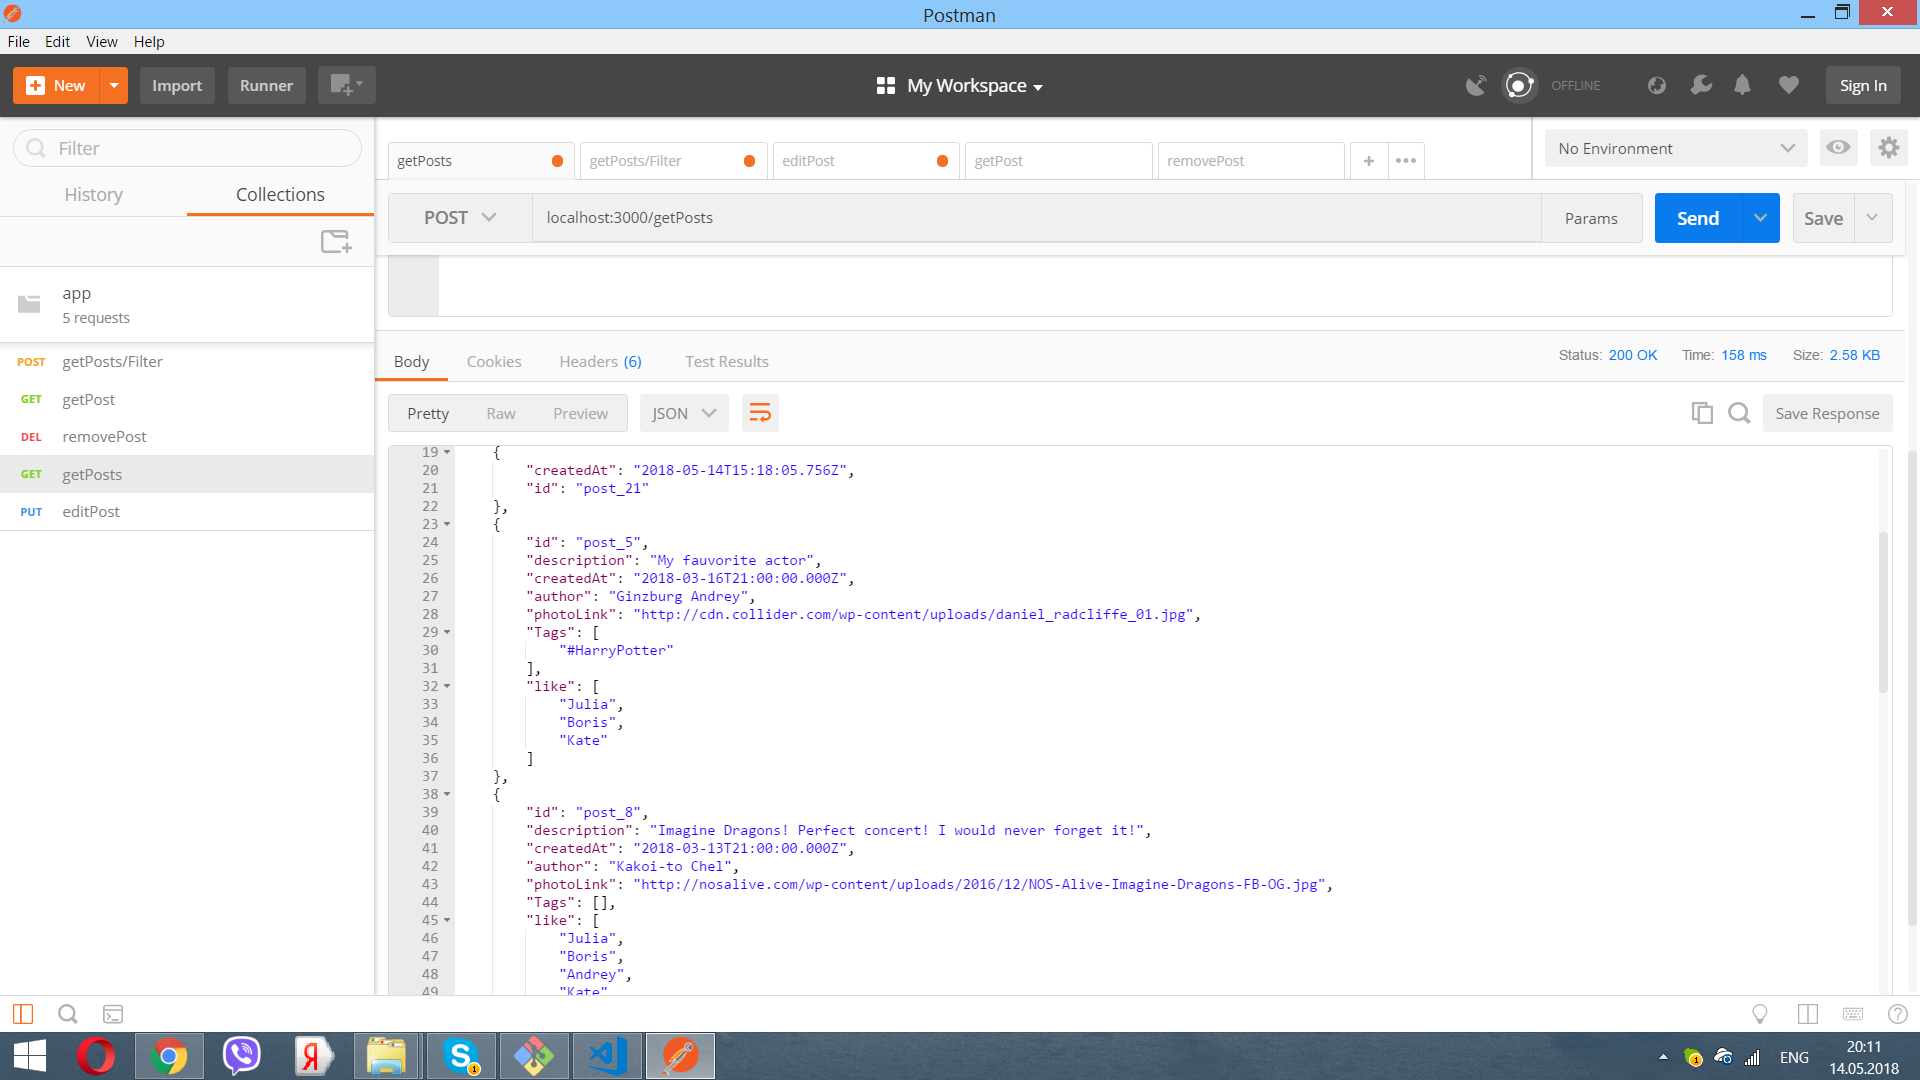 Postman
File Edit View Help
New Import Runner My Workspace OFFLINE Sign In
Filter
History Collections
app
5 requests
POST getPosts/Filter
GET getPost
DEL removePost
GET getPosts
PUT editPost
getPosts getPosts/Filter editPost getPost removePost + •••
No Environment
POST localhost:3000/getPosts Params Send Save
Body Cookies Headers (6) Test Results Status: 200 OK Time: 158 ms Size: 2.58 KB
Pretty Raw Preview JSON Save Response
19 {
20 "createdAt": "2018-05-14T15:18:05.756Z",
21 "id": "post_21"
22 },
23 {
24 "id": "post_5",
25 "description": "My fauvorite actor",
26 "createdAt": "2018-03-16T21:00:00.000Z",
27 "author": "Ginzburg Andrey",
28 "photoLink": "http://cdn.collider.com/wp-content/uploads/daniel_radcliffe_01.jpg",
29 "Tags": [
30 "#HarryPotter"
31 ],
32 "like": [
33 "Julia",
34 "Boris",
35 "Kate"
36 ]
37 },
38 {
39 "id": "post_8",
40 "description": "Imagine Dragons! Perfect concert! I would never forget it!",
41 "createdAt": "2018-03-13T21:00:00.000Z",
42 "author": "Kakoi-to Chel",
43 "photoLink": "http://nosalive.com/wp-content/uploads/2016/12/NOS-Alive-Imagine-Dragons-FB-OG.jpg",
44 "Tags": [],
45 "like": [
46 "Julia",
47 "Boris",
48 "Andrey",
49 "Kate"
Я
S
1
1
ENG
20:11
14.05.2018